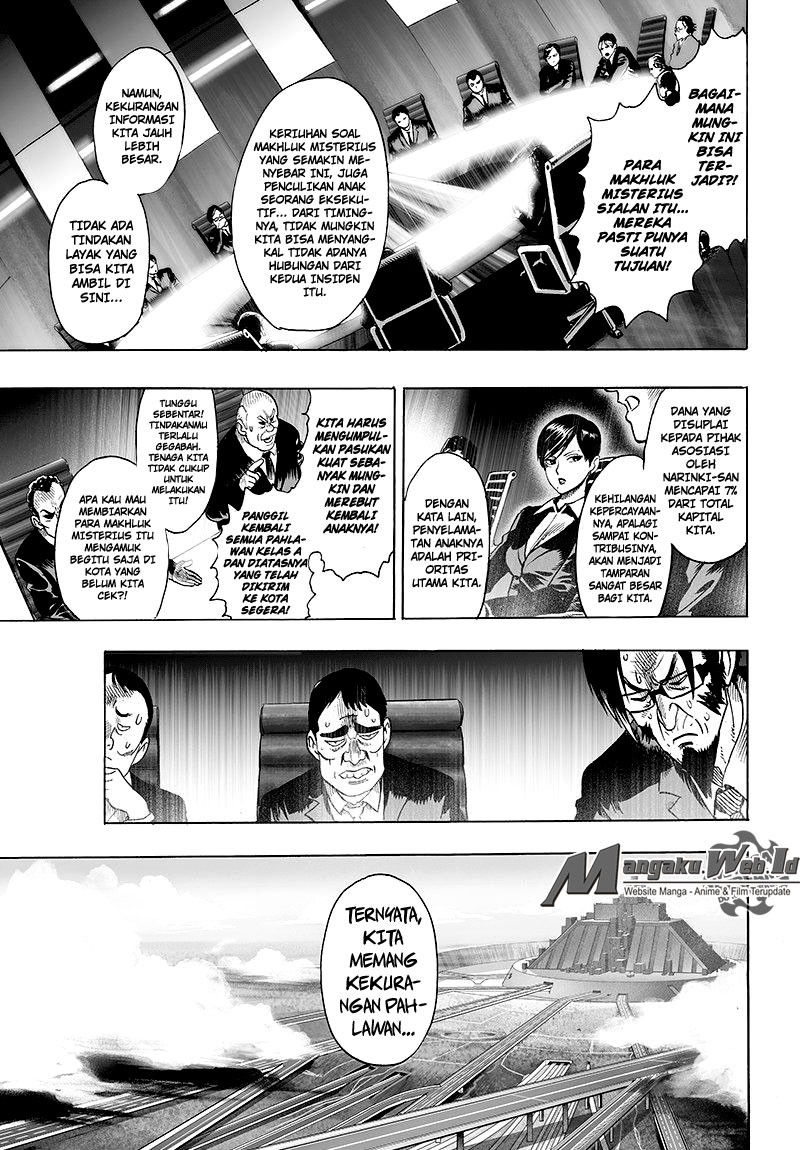 BAGAI-
MANA
MUNG-
KIN INI
BISA
TER-
JADI?!
PARA
MAKHLUK
MISTERIUS
SIALAN ITU...
MEREKA
PASTI PUNYA
SUATU
TUJUAN!
KERIUHAN SOAL
MAKHLUK MISTERIUS
YANG SEMAKIN ME-
NYEBAR INI, JUGA
PENCULIKAN ANAK
SEORANG EKSEKU-
TIF... DARI TIMING-
NYA, TIDAK MUNGKIN
KITA BISA MENYANG-
KAL TIDAK ADANYA
HUBUNGAN DARI
KEDUA INSIDEN
ITU.
NAMUN,
KEKURANGAN
INFORMASI
KITA JAUH
LEBIH
BESAR.
TIDAK ADA
TINDAKAN
LAYAK YANG
BISA KITA
AMBIL DI
SINI...
DANA YANG
DISUPLAI
KEPADA PIHAK
ASOSIASI
OLEH
NARINKI-SAN
MENCAPAI 7%
DARI TOTAL
KAPITAL
KITA.
KEHILANGAN
KEPERCAYAAN-
NYA, APALAGI
SAMPAI KON-
TRIBUSINYA,
AKAN MENJADI
TAMPARAN
SANGAT BESAR
BAGI KITA.
DENGAN
KATA LAIN,
PENYELAMA-
TAN ANAKNYA
ADALAH PRI-
ORITAS
UTAMA KITA.
KITA HARUS
MENGUMPUL-
KAN PASUKAN
KUAT SEBA-
NYAK MUNG-
KIN DAN
MEREBUT
KEMBALI
ANAKNYA!
PANGGIL
KEMBALI
SEMUA PAHLA-
WAN KELAS A
DAN DIATASNYA
YANG TELAH
DIKIRIM
KE KOTA
SEGERA!
TUNGGU
SEBENTAR!
TINDAKANMU
TERLALU
GEGABAH.
TENAGA KITA
TIDAK CUKUP
UNTUK
MELAKUKAN
ITU!
APA KAU MAU
MEMBIARKAN
PARA MAKHLUK
MISTERIUS ITU
MENGAMUK
BEGITU SAJA DI
KOTA YANG
BELUM KITA
CEK?!
Mangaku.Web.Id
Website Manga - Anime & Film Terupdate
TERNYATA,
KITA
MEMANG
KEKURA-
NGAN PAH-
LAWAN...